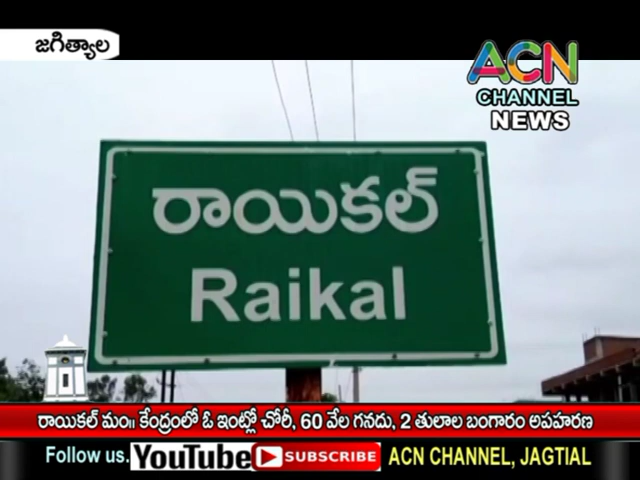 జగిత్యాల
ACN
CHANNEL
NEWS
రాయికల్
Raikal
రాయికల్ మం॥ కేంద్రంలో ఓ ఇంట్లో చోరీ, 60 వేల గనదు, 2 తులాల బంగారం అపహరణ
Follow us. YouTube SUBSCRIBE ACN CHANNEL, JAGTIAL